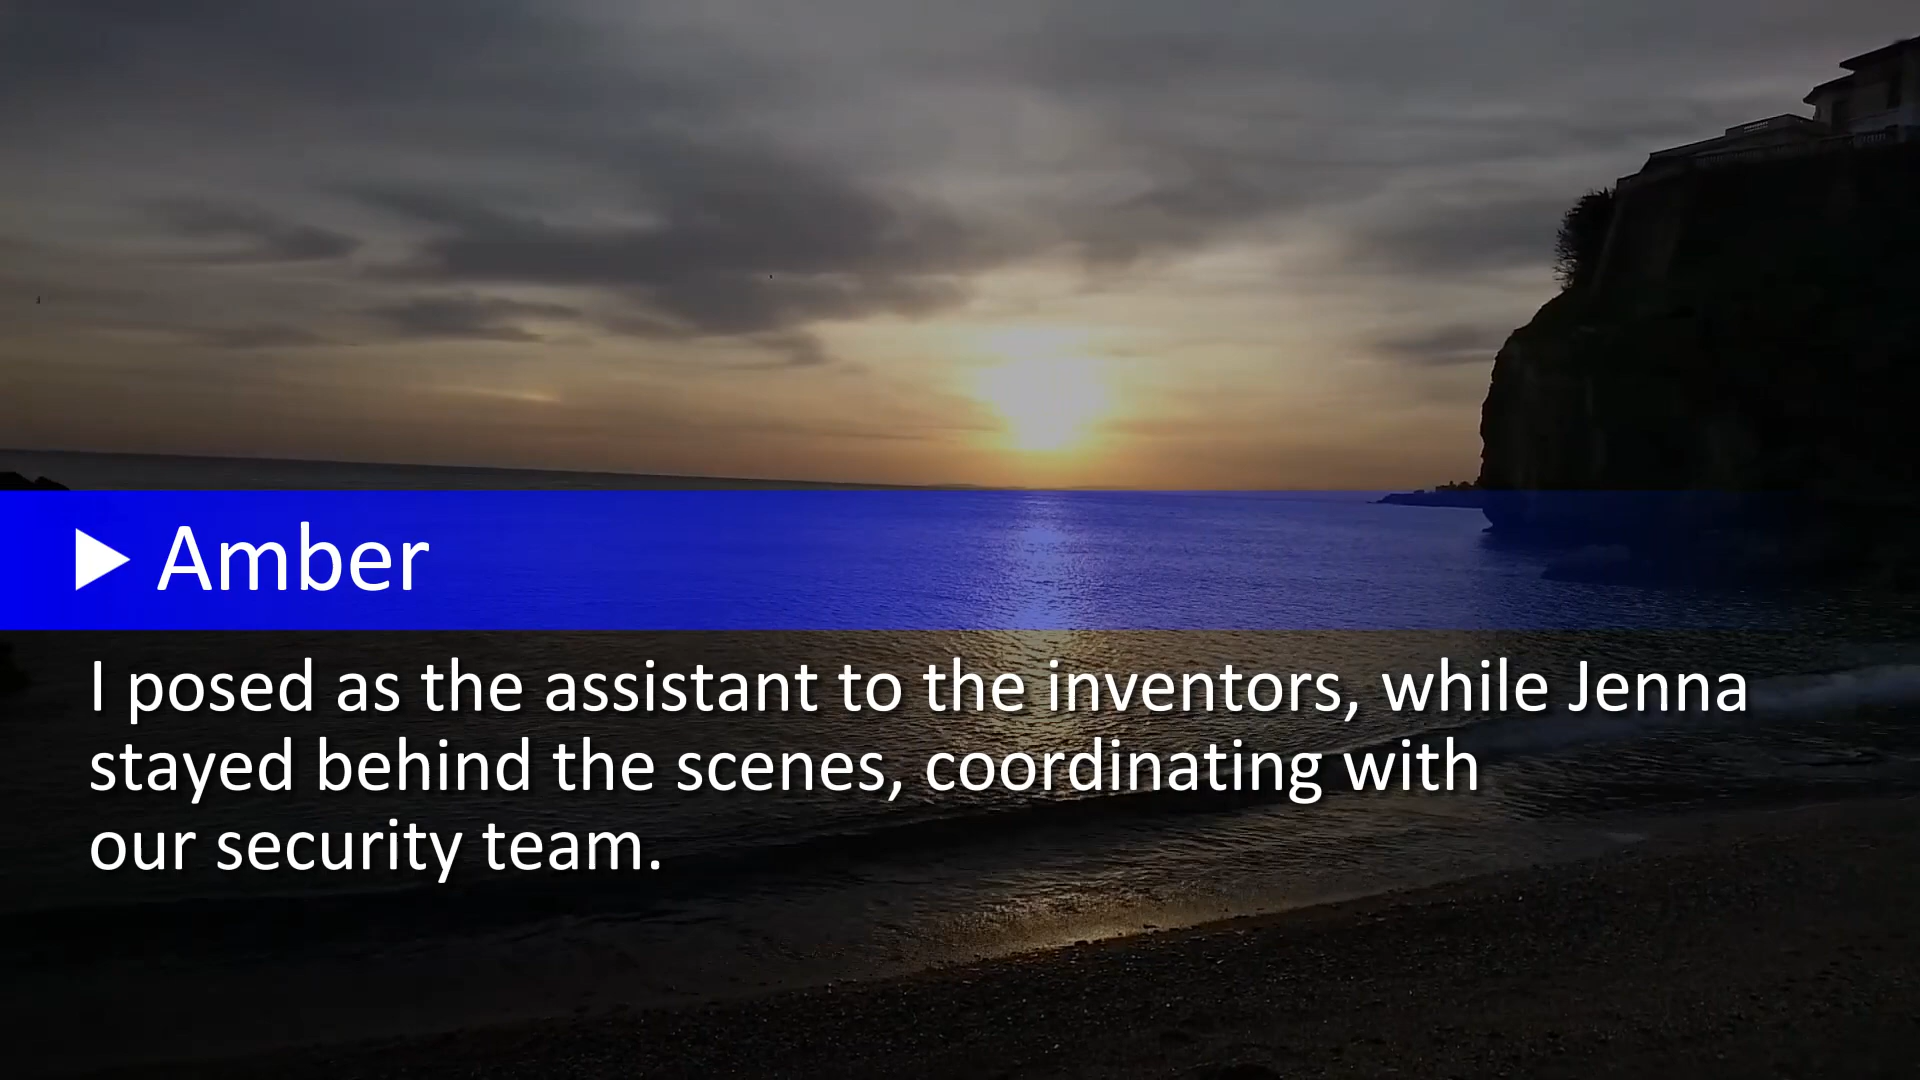 Amber
I posed as the assistant to the inventors, while Jenna
stayed behind the scenes, coordinating with
our security team.